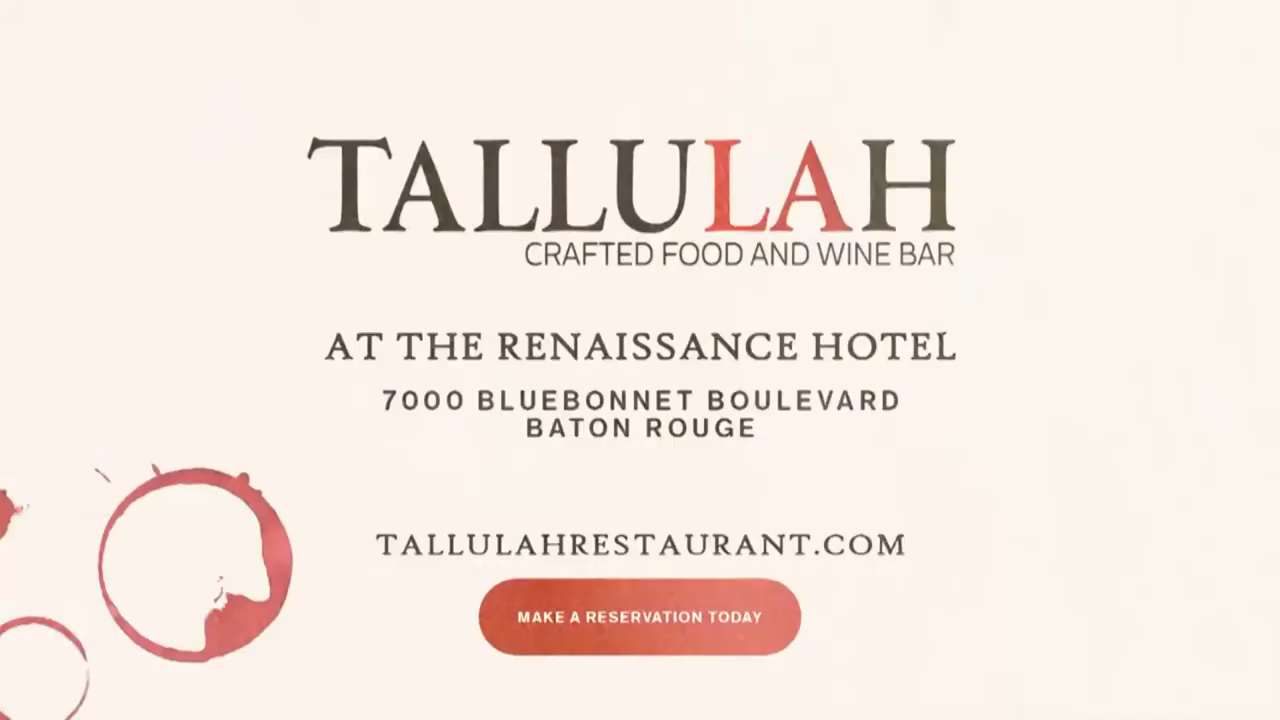 TALLULAH
CRAFTED FOOD AND WINE BAR
AT THE RENAISSANCE HOTEL
7000 BLUEBONNET BOULEVARD
BATON ROUGE
TALLULAHRESTAURANT.COM
MAKE A RESERVATION TODAY